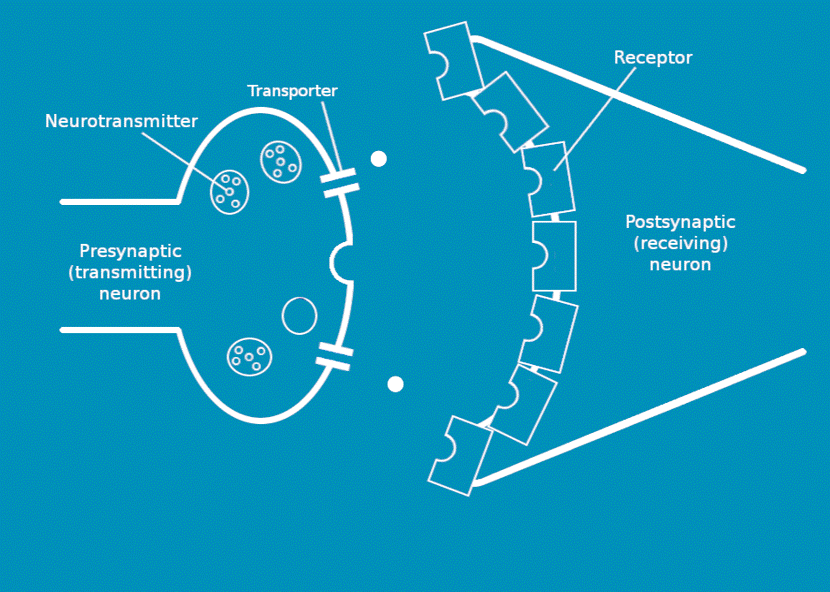 Receptor
Transporter
Neurotransmitter
Postsynaptic
(receiving)
neuron
Presynaptic
(transmitting)
neuron